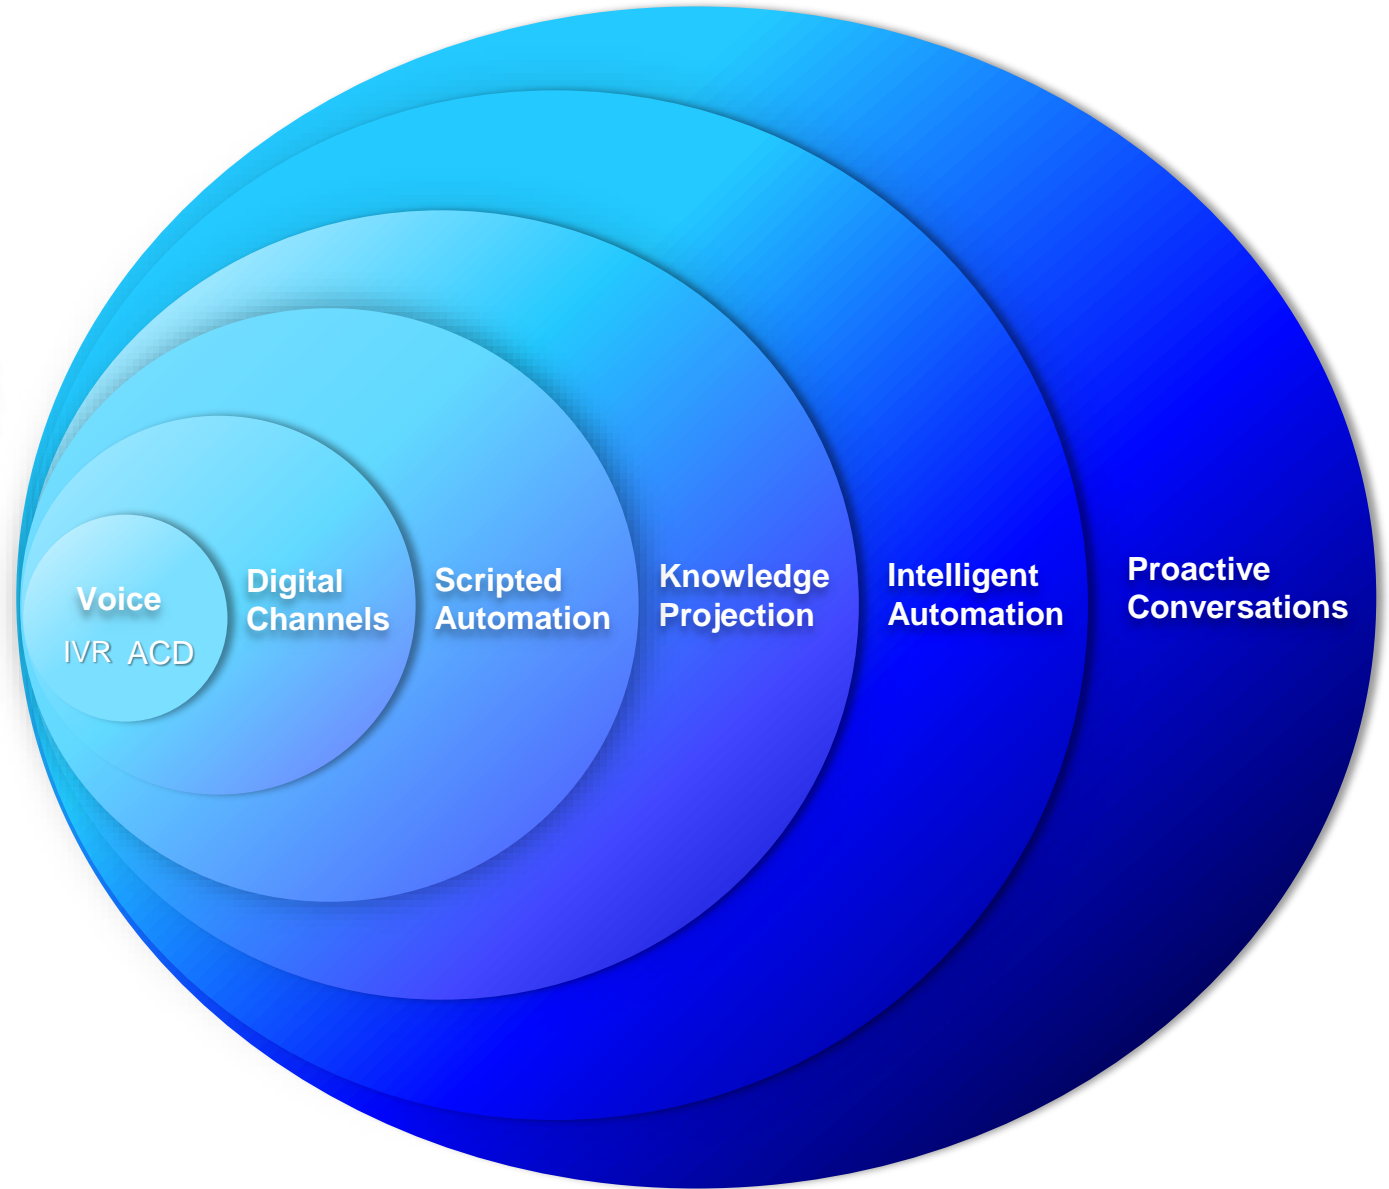 Voice
IVR ACD
Digital
Channels
Scripted
Automation
Knowledge
Projection
Intelligent
Automation
Proactive
Conversations